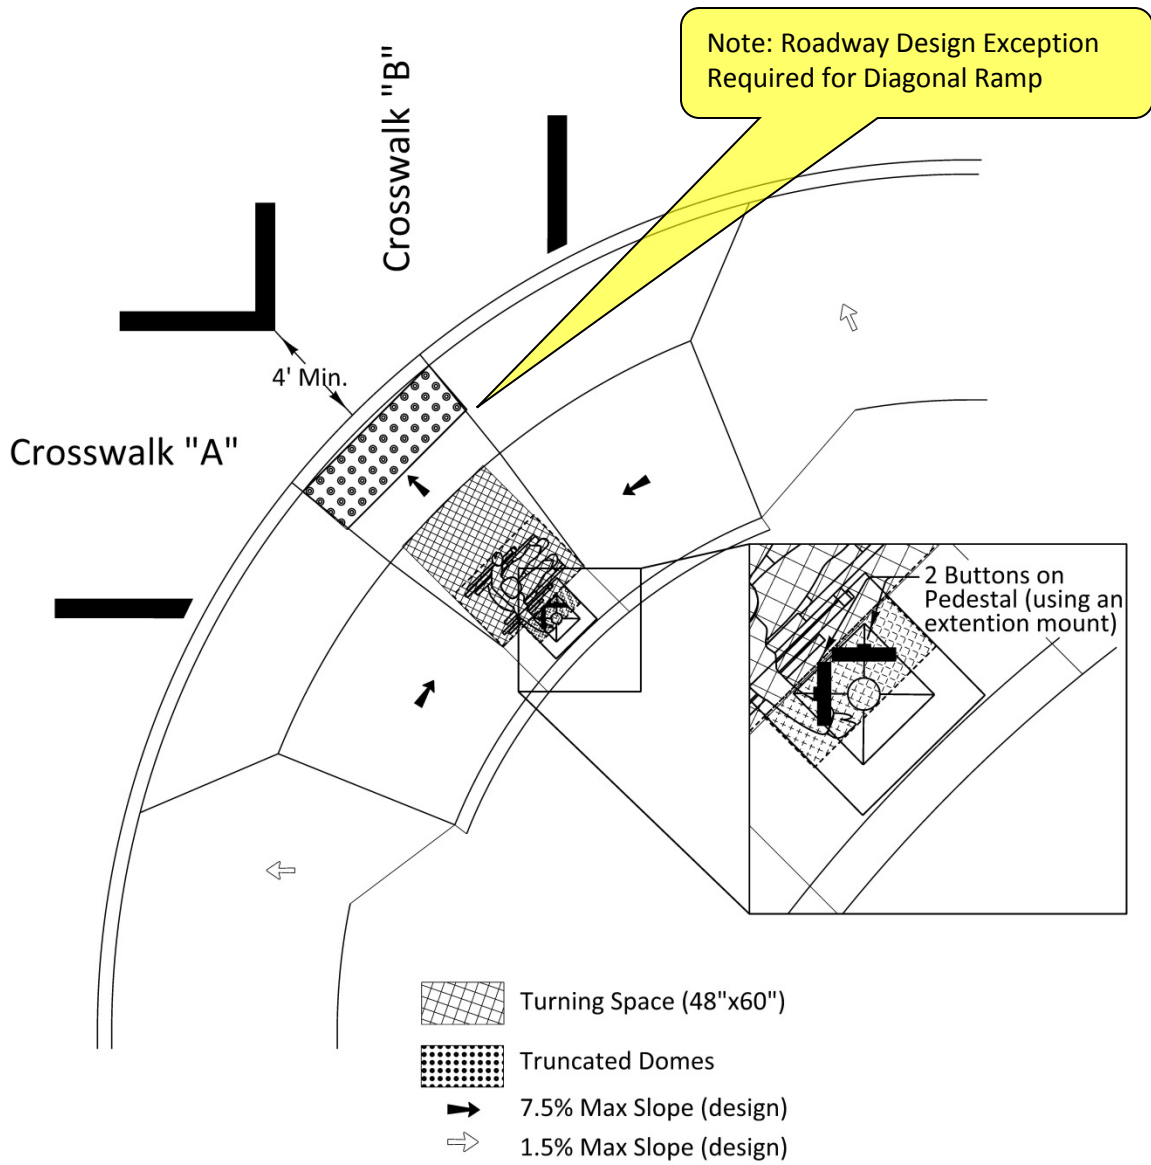 Note: Roadway Design Exception
Required for Diagonal Ramp
Crosswalk "B"
4' Min.
Crosswalk "A"
2 Buttons on
Pedestal (using an
extention mount)
Turning Space (48"x60")
Truncated Domes
7.5% Max Slope (design)
1.5% Max Slope (design)